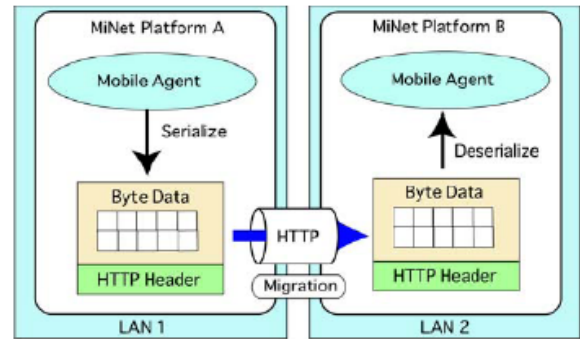 MiNet Platform A
Mobile Agent
Serialize
Byte Data
HTTP Header
LAN 1
HTTP
Migration
MiNet Platform B
Mobile Agent
Deserialize
Byte Data
HTTP Header
LAN 2